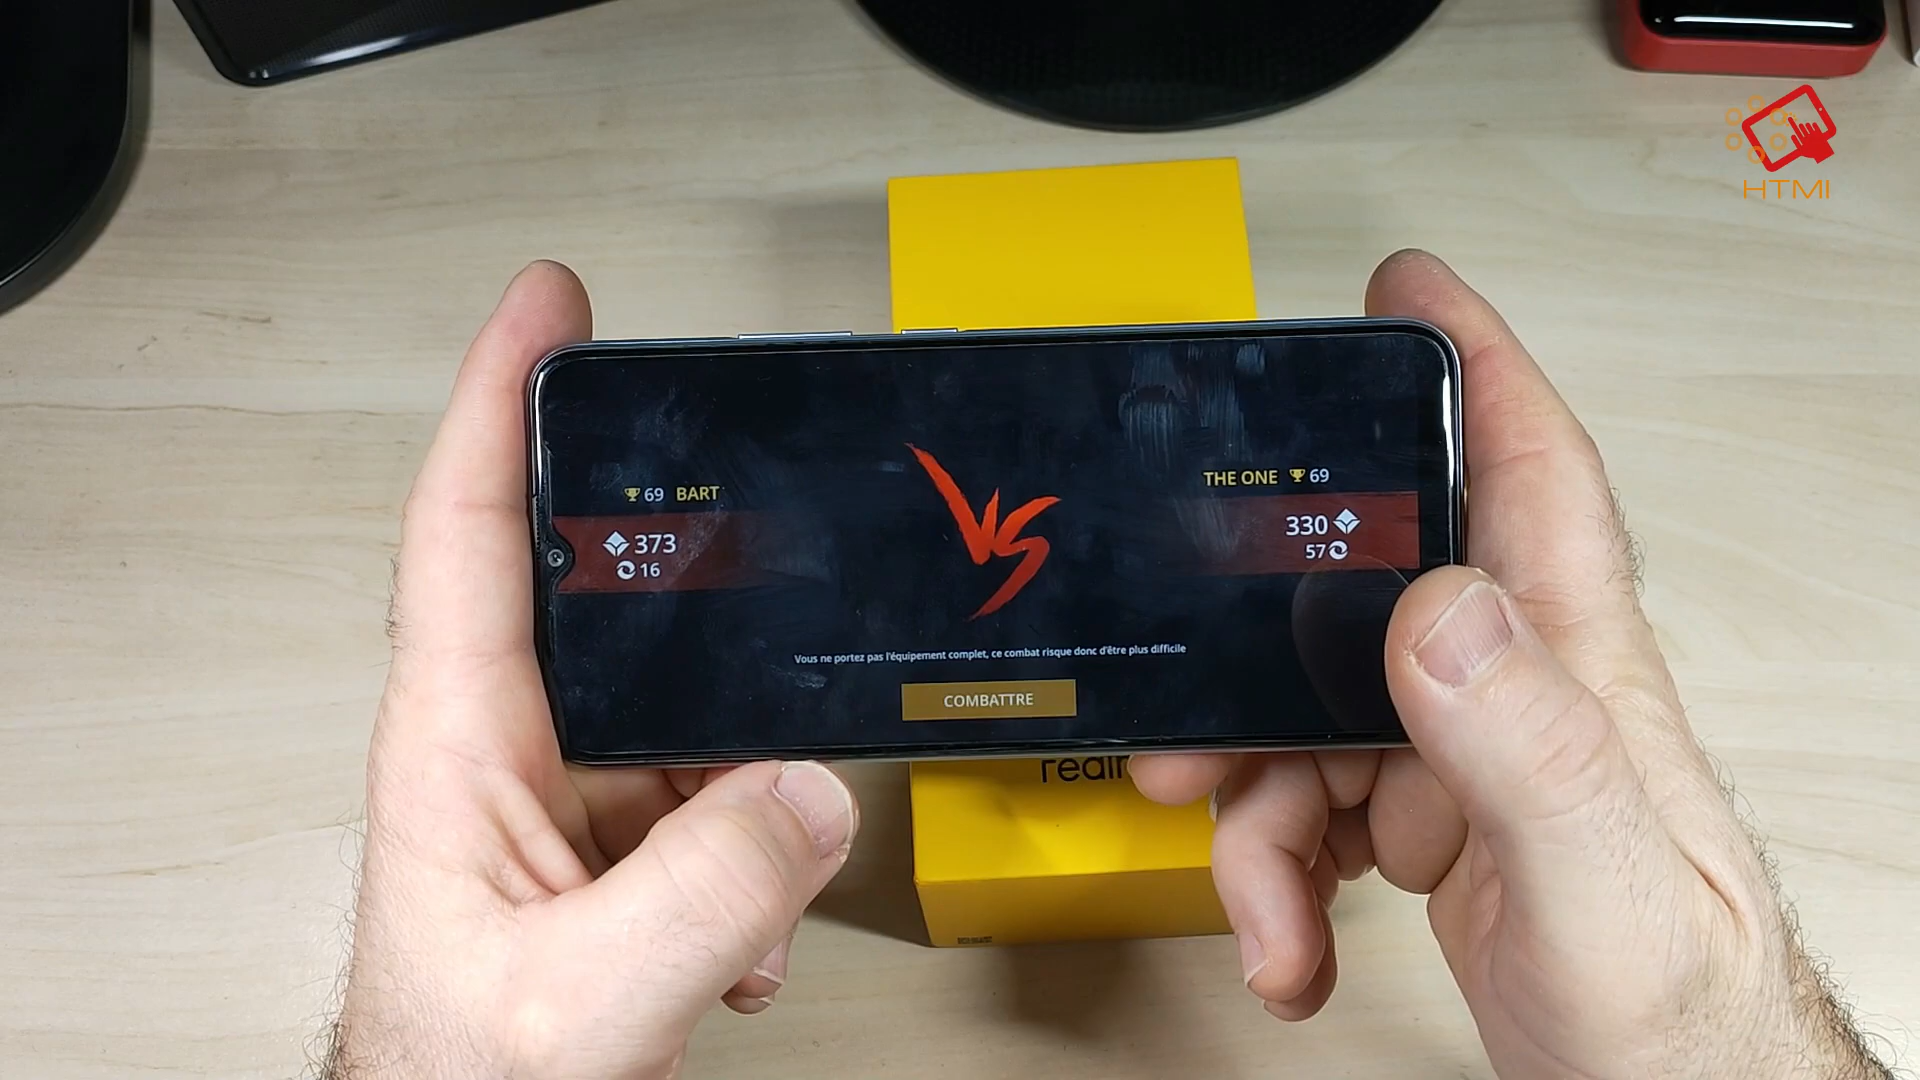 HTMI
69 BART
THE ONE 69
373
330
16
57
VS
Vous ne portez pas l'équipement complet, ce combat risque donc d'être plus difficile
COMBATTRE